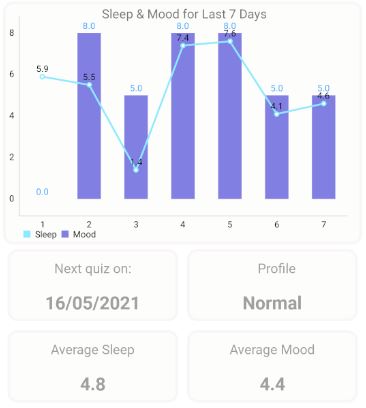 Sleep & Mood for Last 7 Days
8.0 8.0 8.0
8
7.4 7.6
6
5.9 5.5
5.0 5.0 5.0
4.1 4.6
4
2
1.4
0.0
0
1 2 3 4 5 6 7
Sleep Mood
Next quiz on: Profile
16/05/2021 Normal
Average Sleep Average Mood
4.8 4.4